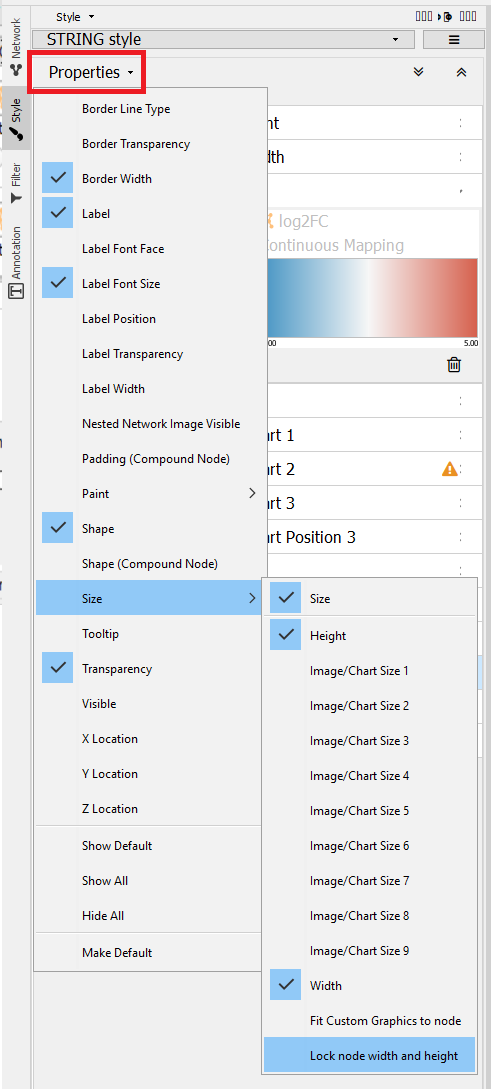 Network
Style
Filter
Annotation
Style
STRING style
Properties
Border Line Type
Border Transparency
Border Width
Label
Label Font Face
Label Font Size
Label Position
Label Transparency
Label Width
Nested Network Image Visible
Padding (Compound Node)
Paint
Shape
Shape (Compound Node)
Size
Tooltip
Transparency
Visible
X Location
Y Location
Z Location
Show Default
Show All
Hide All
Make Default
log2FC
ontinuous Mapping
00
5.00
art 1
art 2
art 3
art Position 3
Size
Height
Image/Chart Size 1
Image/Chart Size 2
Image/Chart Size 3
Image/Chart Size 4
Image/Chart Size 5
Image/Chart Size 6
Image/Chart Size 7
Image/Chart Size 8
Image/Chart Size 9
Width
Fit Custom Graphics to node
Lock node width and height